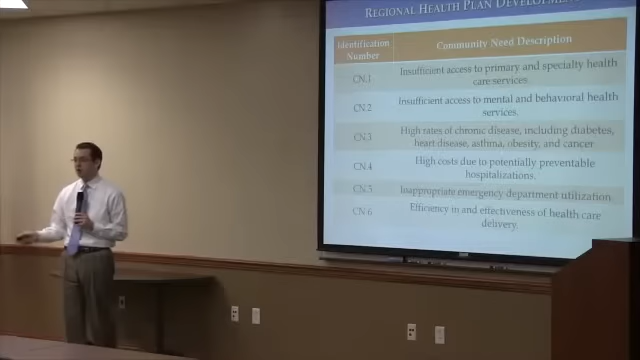 REGIONAL HEALTH PLAN DEVELOPMENT
Identification
Number
Community Need Description
CN.1
Insufficient access to primary and specialty health
care services.
CN.2
Insufficient access to mental and behavioral health
services.
CN.3
High rates of chronic disease, including diabetes,
heart disease, asthma, obesity, and cancer
CN.4
High costs due to potentially preventable
hospitalizations.
CN.5
Inappropriate emergency department utilization
CN.6
Efficiency in and effectiveness of health care
delivery.